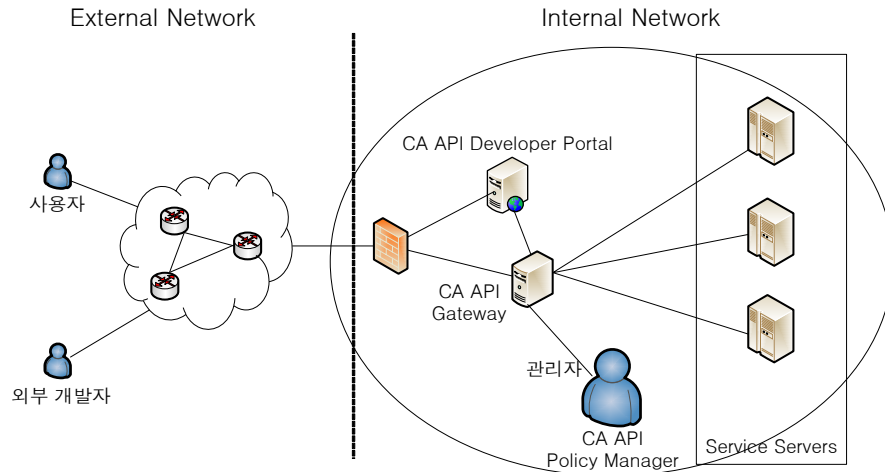 External Network
Internal Network
CA API Developer Portal
사용자
CA API
Gateway
외부 개발자
관리자
CA API
Policy Manager
Service Servers